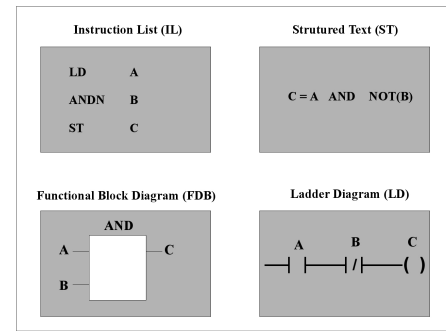 Instruction List (IL)
LD A
ANDN B
ST C
Strutured Text (ST)
C = A AND NOT(B)
Functional Block Diagram (FDB)
AND
A C
B
Ladder Diagram (LD)
A B C
/ ( )